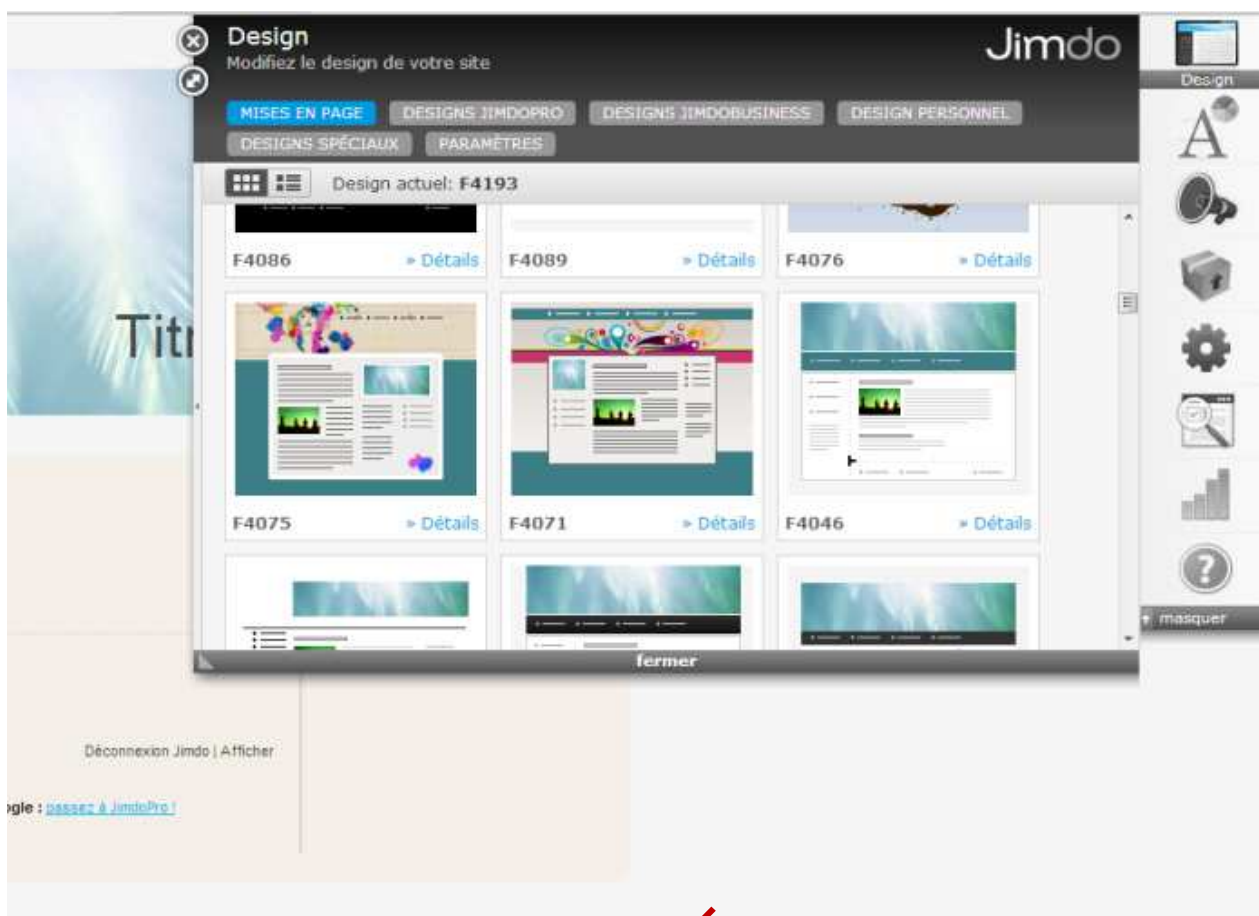 Design
Jimdo
Modifiez le design de votre site
Design
MISES EN PAGE DESIGNS JIMDOPRO DESIGNS JIMDOBUSINESS DESIGN PERSONNEL
DESIGNS SPÉCIAUX PARAMÈTRES
Design actuel: F4193
F4086 » Détails F4089 » Détails F4076 » Détails
Tit
F4075 » Détails F4071 » Détails F4046 » Détails
masquer
fermer
Déconnexion Jimdo | Afficher
ogle : passez à JimdoPro !